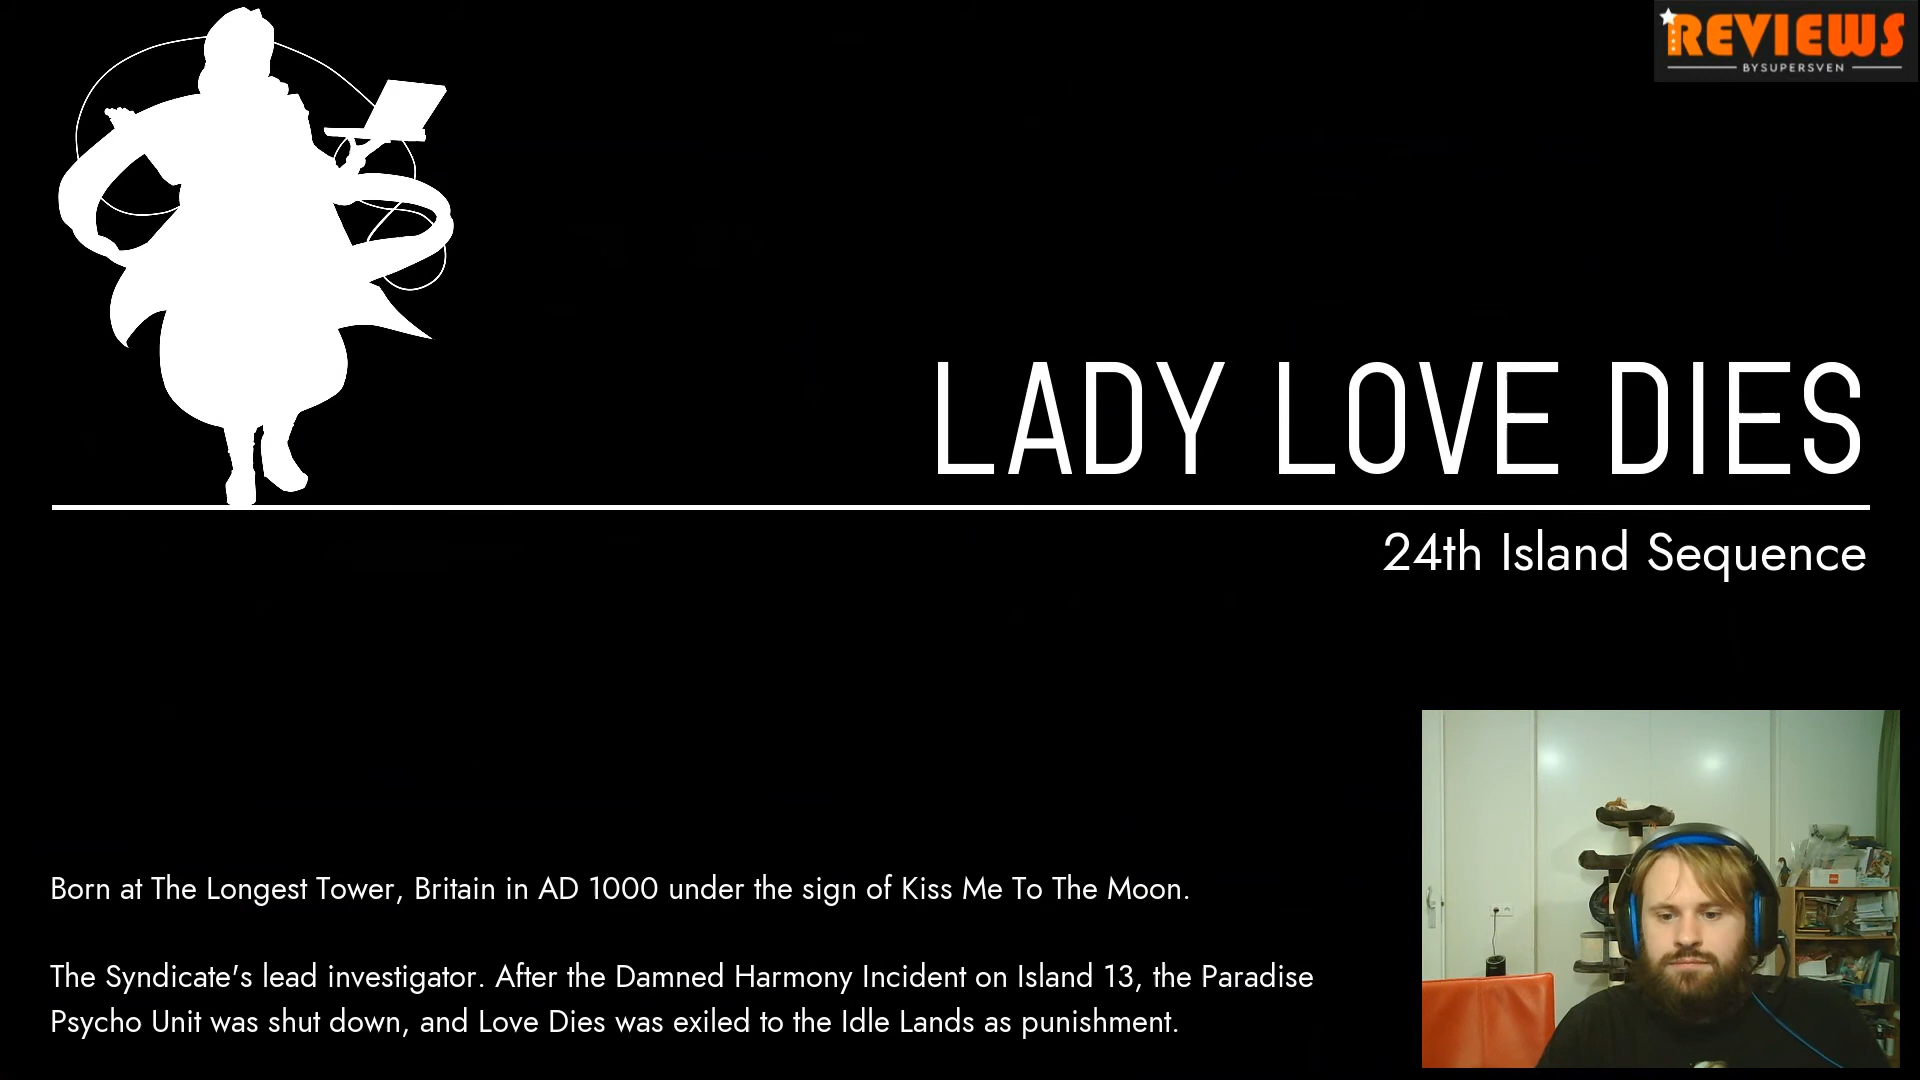 REVIEWS
BYSUPERSVEN
LADY LOVE DIES
24th Island Sequence
Born at The Longest Tower, Britain in AD 1000 under the sign of Kiss Me To The Moon.
The Syndicate's lead investigator. After the Damned Harmony Incident on Island 13, the Paradise
Psycho Unit was shut down, and Love Dies was exiled to the Idle Lands as punishment.